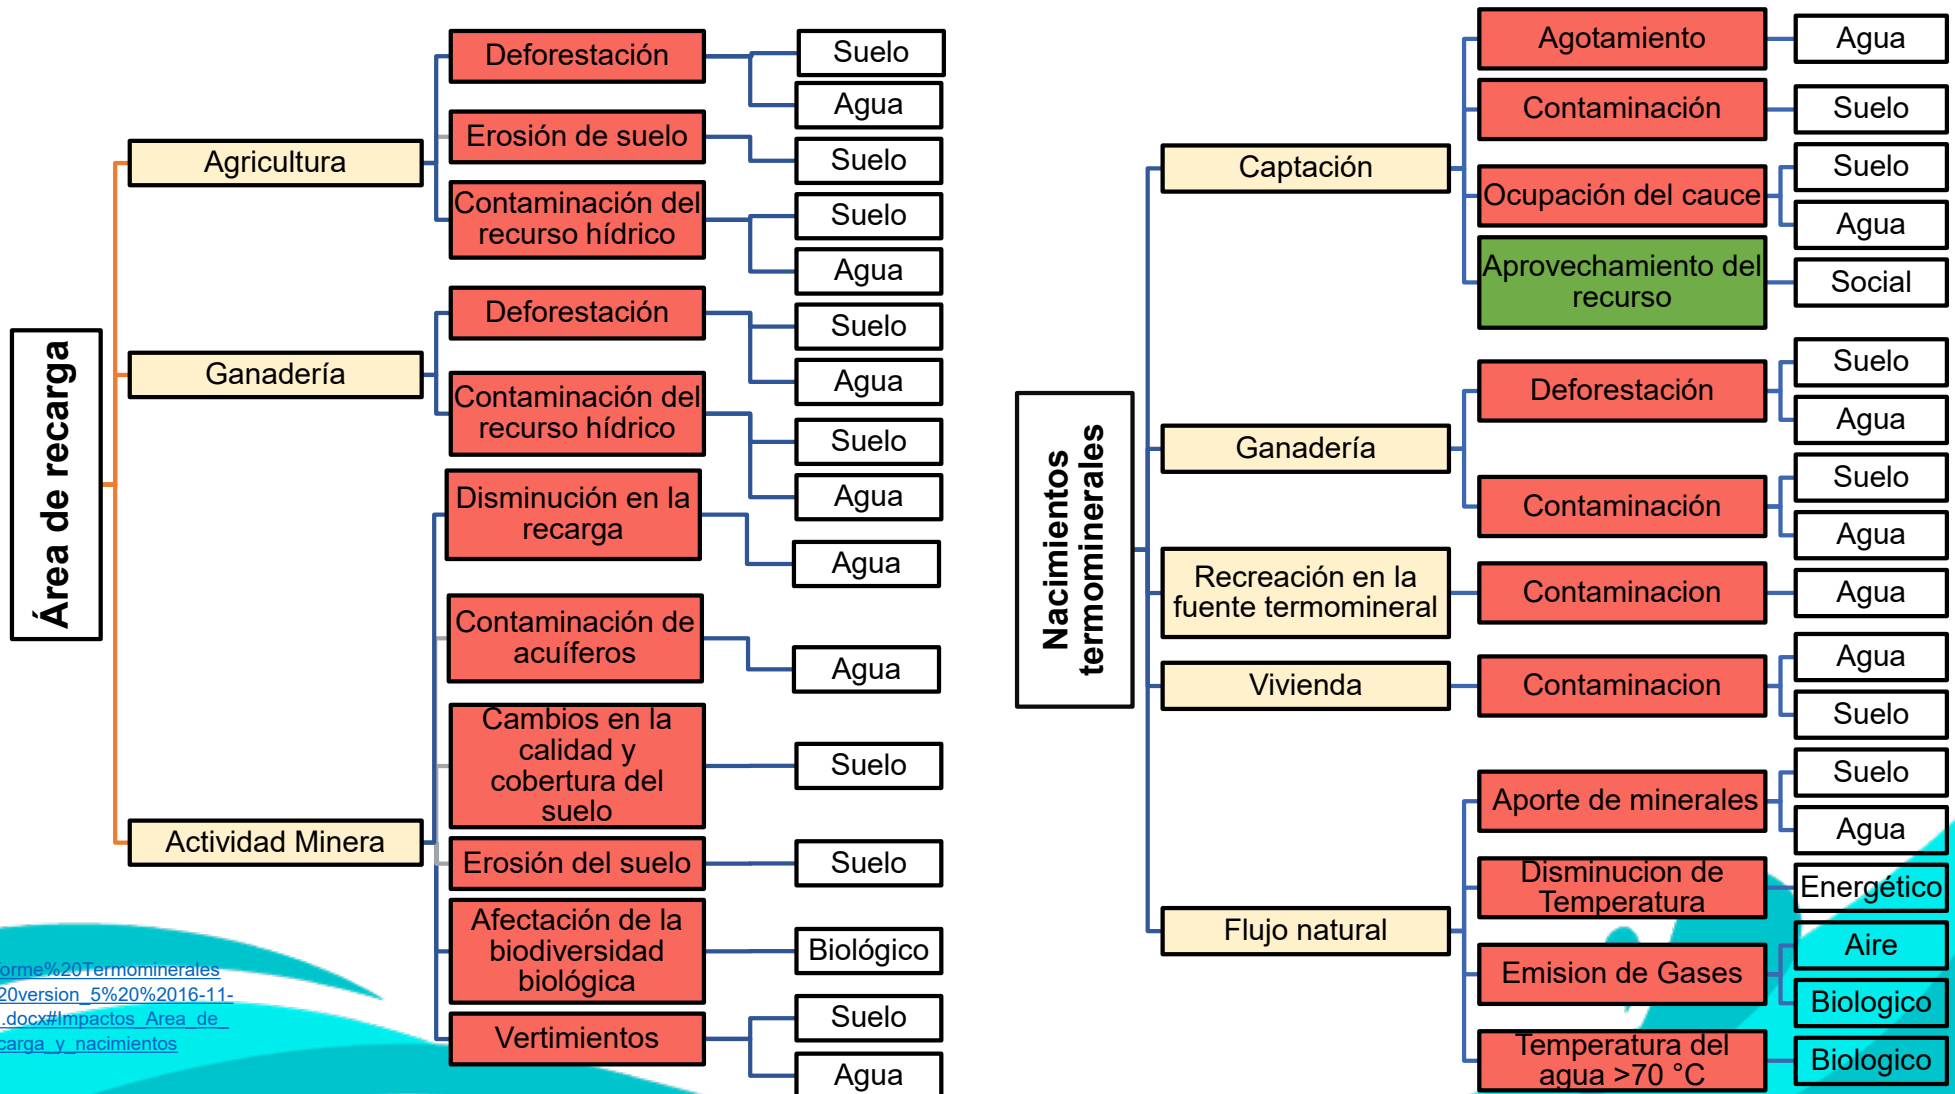 Área de recarga
Agricultura
Deforestación
Suelo
Agua
Erosión de suelo
Suelo
Contaminación del
recurso hídrico
Suelo
Agua
Ganadería
Deforestación
Suelo
Agua
Contaminación del
recurso hídrico
Suelo
Agua
Actividad Minera
Disminución en la
recarga
Agua
Contaminación de
acuíferos
Agua
Cambios en la
calidad y
cobertura del
suelo
Suelo
Erosión del suelo
Suelo
Afectación de la
biodiversidad
biológica
Biológico
Vertimientos
Suelo
Agua
Nacimientos
termominerales
Captación
Agotamiento
Agua
Contaminación
Suelo
Ocupación del cauce
Suelo
Agua
Aprovechamiento del
recurso
Social
Ganadería
Deforestación
Suelo
Agua
Contaminación
Suelo
Agua
Recreación en la
fuente termomineral
Contaminacion
Agua
Vivienda
Contaminacion
Agua
Suelo
Flujo natural
Aporte de minerales
Suelo
Agua
Disminucion de
Temperatura
Energético
Emision de Gases
Aire
Biologico
Temperatura del
agua >70 °C
Biologico
orme%20Termominerales
20version_5%20%2016-11-
.docx#Impactos_Area_de_
carga_y_nacimientos